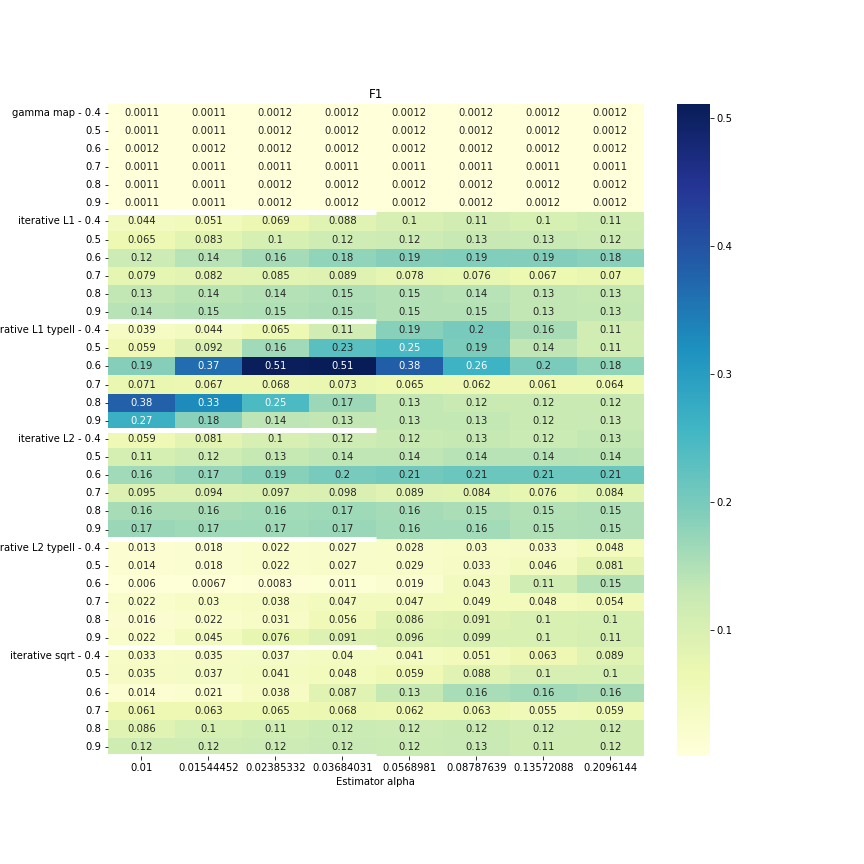 F1
gamma map - 0.4 0.0011 0.0011 0.0012 0.0012 0.0012 0.0012 0.0012 0.0012
0.5 0.0011 0.0011 0.0012 0.0012 0.0012 0.0012 0.0012 0.0012
0.6 0.0012 0.0012 0.0012 0.0012 0.0012 0.0012 0.0012 0.0012
0.7 0.0011 0.0011 0.0011 0.0011 0.0011 0.0011 0.0011 0.0011
0.8 0.0011 0.0011 0.0012 0.0012 0.0012 0.0012 0.0012 0.0012
0.9 0.0011 0.0011 0.0012 0.0012 0.0012 0.0012 0.0012 0.0012
iterative L1 - 0.4 0.044 0.051 0.069 0.088 0.1 0.11 0.1 0.11
0.5 0.065 0.083 0.1 0.12 0.12 0.13 0.13 0.12
0.6 0.12 0.14 0.16 0.18 0.19 0.19 0.19 0.18
0.7 0.079 0.082 0.085 0.089 0.078 0.076 0.067 0.07
0.8 0.13 0.14 0.14 0.15 0.15 0.14 0.13 0.13
0.9 0.14 0.15 0.15 0.15 0.15 0.15 0.13 0.13
rative L1 typeII - 0.4 0.039 0.044 0.065 0.11 0.19 0.2 0.16 0.11
0.5 0.059 0.092 0.16 0.23 0.25 0.19 0.14 0.11
0.6 0.19 0.37 0.51 0.51 0.38 0.26 0.2 0.18
0.7 0.071 0.067 0.068 0.073 0.065 0.062 0.061 0.064
0.8 0.38 0.33 0.25 0.17 0.13 0.12 0.12 0.12
0.9 0.27 0.18 0.14 0.13 0.13 0.13 0.12 0.13
iterative L2 - 0.4 0.059 0.081 0.1 0.12 0.12 0.13 0.12 0.13
0.5 0.11 0.12 0.13 0.14 0.14 0.14 0.14 0.14
0.6 0.16 0.17 0.19 0.2 0.21 0.21 0.21 0.21
0.7 0.095 0.094 0.097 0.098 0.089 0.084 0.076 0.084
0.8 0.16 0.16 0.16 0.17 0.16 0.15 0.15 0.15
0.9 0.17 0.17 0.17 0.17 0.16 0.16 0.15 0.15
rative L2 typeII - 0.4 0.013 0.018 0.022 0.027 0.028 0.03 0.033 0.048
0.5 0.014 0.018 0.022 0.027 0.029 0.033 0.046 0.081
0.6 0.006 0.0067 0.0083 0.011 0.019 0.043 0.11 0.15
0.7 0.022 0.03 0.038 0.047 0.047 0.049 0.048 0.054
0.8 0.016 0.022 0.031 0.056 0.086 0.091 0.1 0.1
0.9 0.022 0.045 0.076 0.091 0.096 0.099 0.1 0.11
iterative sqrt - 0.4 0.033 0.035 0.037 0.04 0.041 0.051 0.063 0.089
0.5 0.035 0.037 0.041 0.048 0.059 0.088 0.1 0.1
0.6 0.014 0.021 0.038 0.087 0.13 0.16 0.16 0.16
0.7 0.061 0.063 0.065 0.068 0.062 0.063 0.055 0.059
0.8 0.086 0.1 0.11 0.12 0.12 0.12 0.12 0.12
0.9 0.12 0.12 0.12 0.12 0.12 0.13 0.11 0.12
0.01 0.01544452 0.02385332 0.03684031 0.0568981 0.08787639 0.13572088 0.2096144
Estimator alpha
0.5
0.4
0.3
0.2
0.1